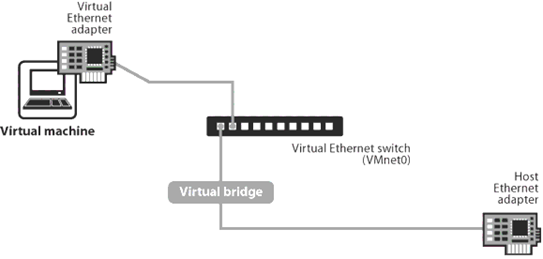 Virtual
Ethernet
adapter
Virtual machine
Virtual Ethernet switch
(VMnet0)
Virtual bridge
Host
Ethernet
adapter